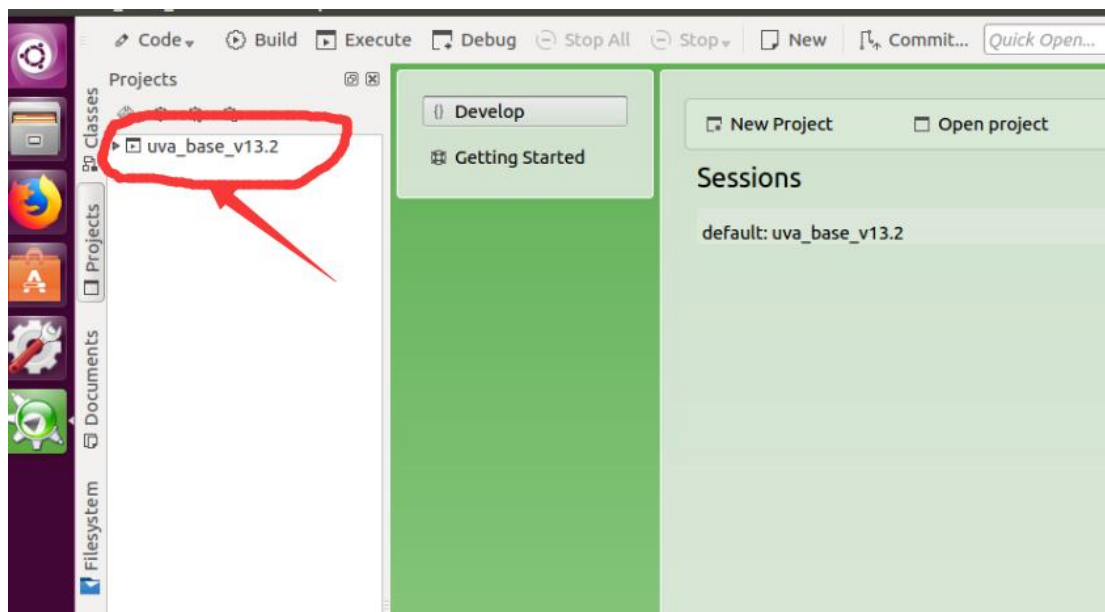 Code Build Execute Debug Stop All Stop New Commit... Quick Open...
Projects
Classes
uva_base_v13.2
Projects
Documents
Filesystem
Develop
Getting Started
New Project Open project
Sessions
default: uva_base_v13.2